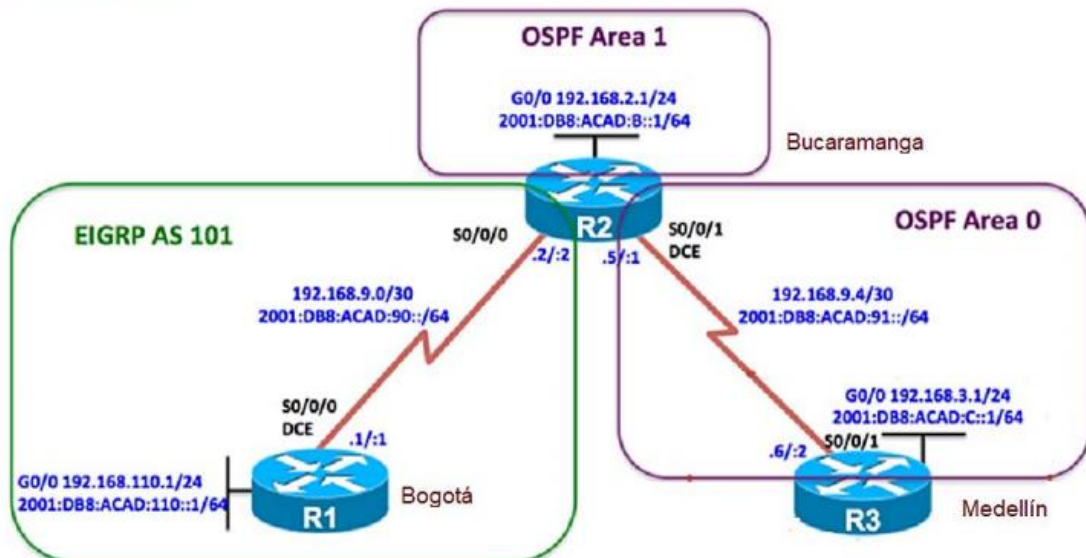 OSPF Area 1
G0/0 192.168.2.1/24
2001:DB8:ACAD:B::1/64
Bucaramanga
R2
EIGRP AS 101
OSPF Area 0
S0/0/0
.2/:2
.5/:1
S0/0/1
DCE
192.168.9.0/30
2001:DB8:ACAD:90::/64
192.168.9.4/30
2001:DB8:ACAD:91::/64
S0/0/0
DCE
.1/:1
G0/0 192.168.3.1/24
2001:DB8:ACAD:C::1/64
.6/:2
S0/0/1
G0/0 192.168.110.1/24
2001:DB8:ACAD:110::1/64
R1
Bogotá
R3
Medellín